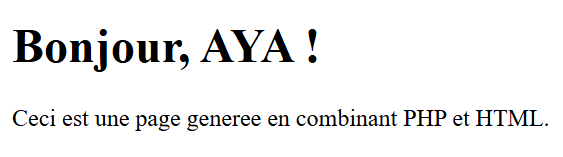 Bonjour, AYA !
Ceci est une page generee en combinant PHP et HTML.